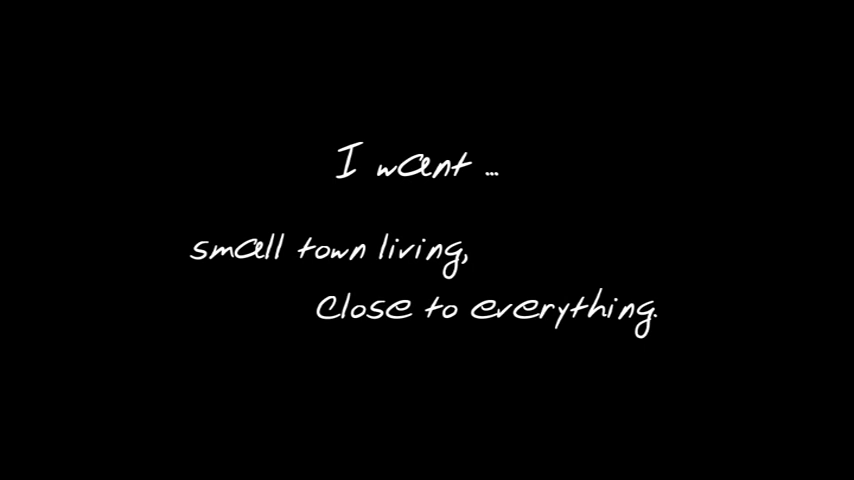 I want ...
small town living,
close to everything.